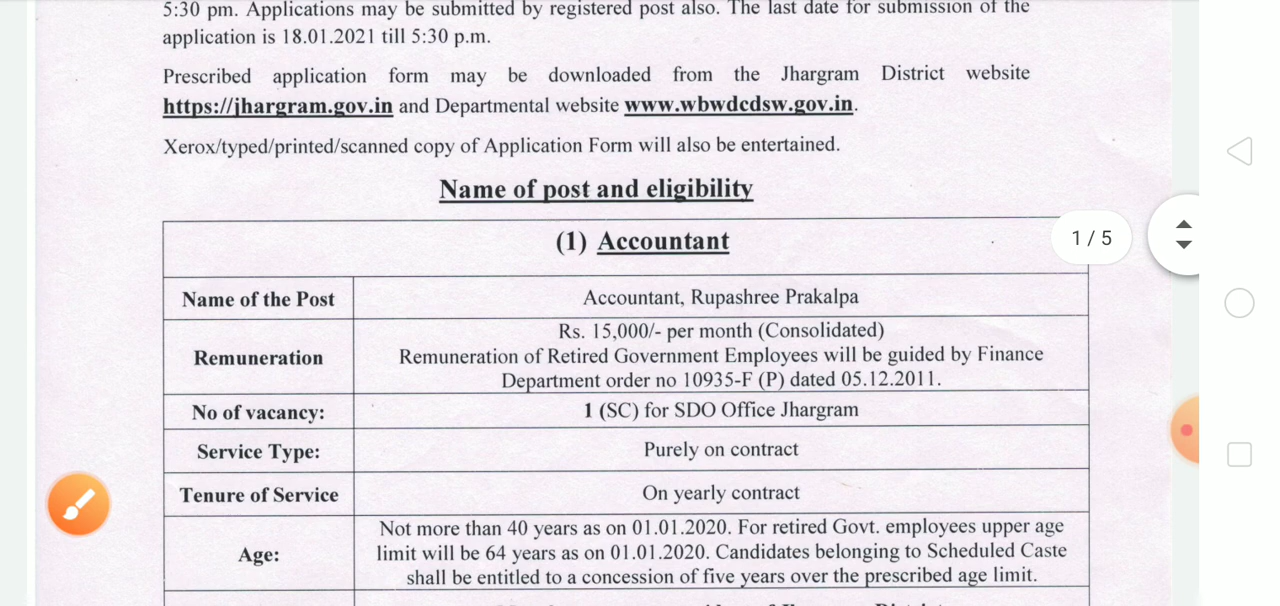 5:30 pm. Applications may be submitted by registered post also. The last date for submission of the
application is 18.01.2021 till 5:30 p.m.
Prescribed application form may be downloaded from the Jhargram District website
https://jhargram.gov.in and Departmental website www.wbwdcdsw.gov.in.
Xerox/typed/printed/scanned copy of Application Form will also be entertained.
Name of post and eligibility
(1) Accountant
1 / 5
Name of the Post
Accountant, Rupashree Prakalpa
Remuneration
Rs. 15,000/- per month (Consolidated)
Remuneration of Retired Government Employees will be guided by Finance
Department order no 10935-F (P) dated 05.12.2011.
No of vacancy:
1 (SC) for SDO Office Jhargram
Service Type:
Purely on contract
Tenure of Service
On yearly contract
Age:
Not more than 40 years as on 01.01.2020. For retired Govt. employees upper age
limit will be 64 years as on 01.01.2020. Candidates belonging to Scheduled Caste
shall be entitled to a concession of five years over the prescribed age limit.